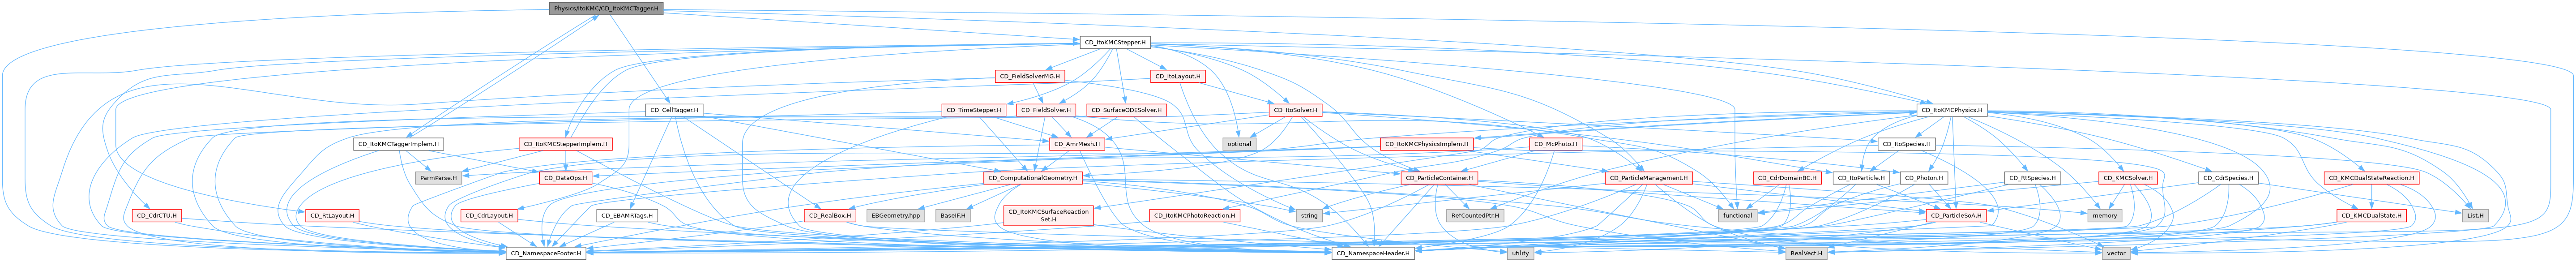 Physics/ItoKMC/CD_ItoKMCTagger.H
CD_ItoKMCStepper.H
CD_FieldSolverMG.H
CD_ItoLayout.H
CD_CellTagger.H
CD_TimeStepper.H
CD_FieldSolver.H
CD_SurfaceODESolver.H
CD_ItoSolver.H
CD_ItoKMCPhysics.H
CD_ItoKMCTaggerImplem.H
CD_ItoKMCStepperImplem.H
CD_AmrMesh.H
optional
CD_ItoKMCPhysicsImplem.H
CD_McPhoto.H
CD_ItoSpecies.H
ParmParse.H
CD_DataOps.H
CD_ComputationalGeometry.H
CD_ParticleContainer.H
CD_ParticleManagement.H
CD_CdrDomainBC.H
CD_ItoParticle.H
CD_Photon.H
CD_RtSpecies.H
CD_KMCSolver.H
CD_CdrSpecies.H
CD_KMCDualStateReaction.H
CD_CdrCTU.H
CD_RtLayout.H
CD_CdrLayout.H
CD_EBAMRTags.H
CD_RealBox.H
EBGeometry.hpp
BaseIF.H
CD_ItoKMCSurfaceReaction
Set.H
CD_ItoKMCPhotoReaction.H
string
RefCountedPtr.H
functional
CD_ParticleSoA.H
memory
List.H
CD_KMCDualState.H
CD_NamespaceFooter.H
CD_NamespaceHeader.H
utility
RealVect.H
vector